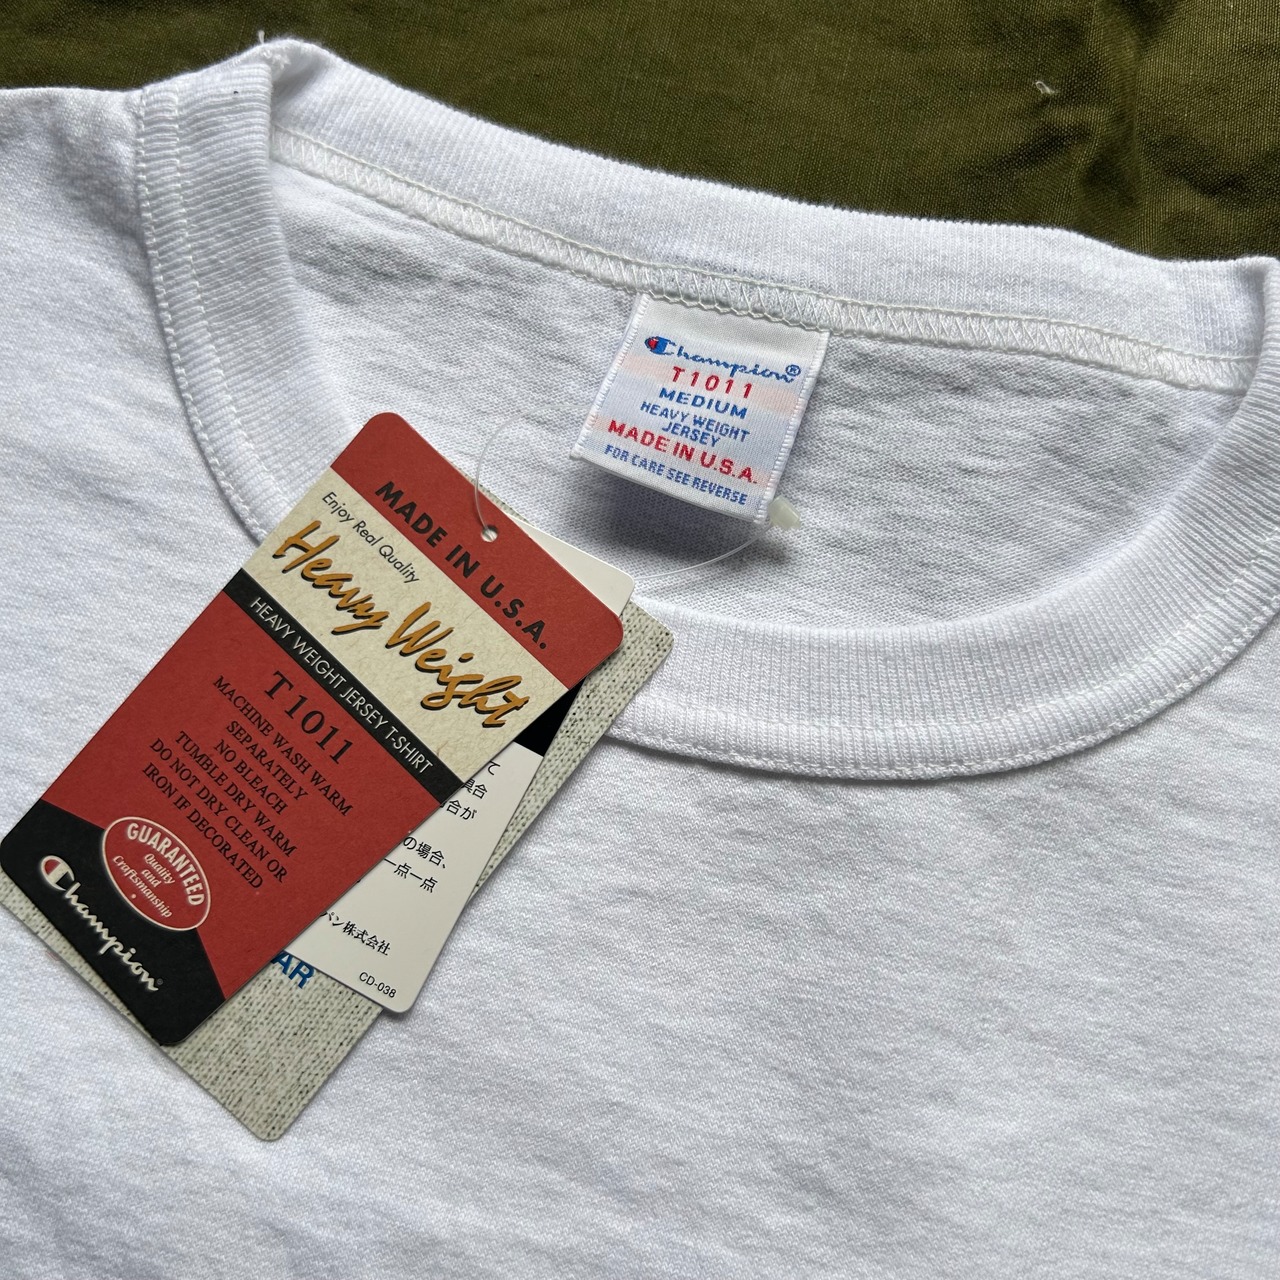 Champion®
T1011
MEDIUM
HEAVY WEIGHT
JERSEY
MADE IN U.S.A.
FOR CARE SEE REVERSE
MADE IN U.S.A.
Enjoy Real Quality
Heavy Weight
HEAVY WEIGHT JERSEY T-SHIRT
T1011
MACHINE WASH WARM
SEPARATELY
NO BLEACH
TUMBLE DRY WARM
DO NOT DRY CLEAN OR
IRON IF DECORATED
GUARANTEED
Quality
and
Craftsmanship
Champion
て
合が
の場合、
一点一点
パン株式会社
CD-038
AR